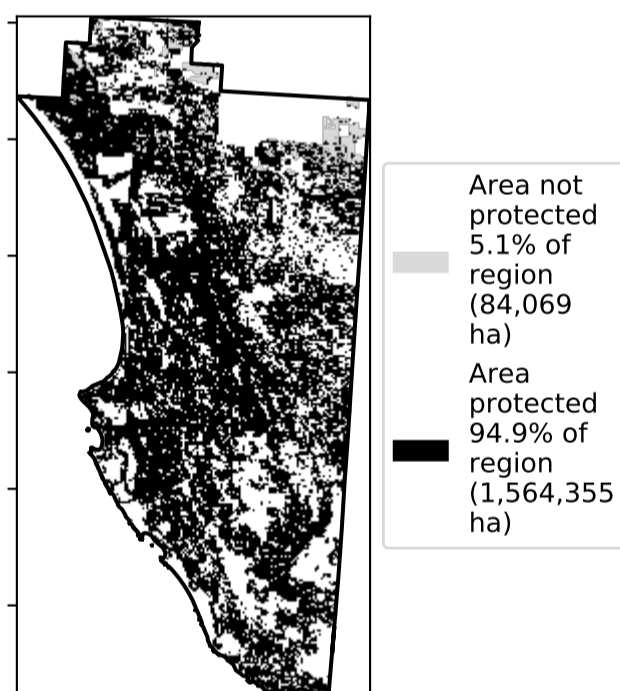 Area not
protected
5.1% of
region
(84,069
ha)
Area
protected
94.9% of
region
(1,564,355
ha)